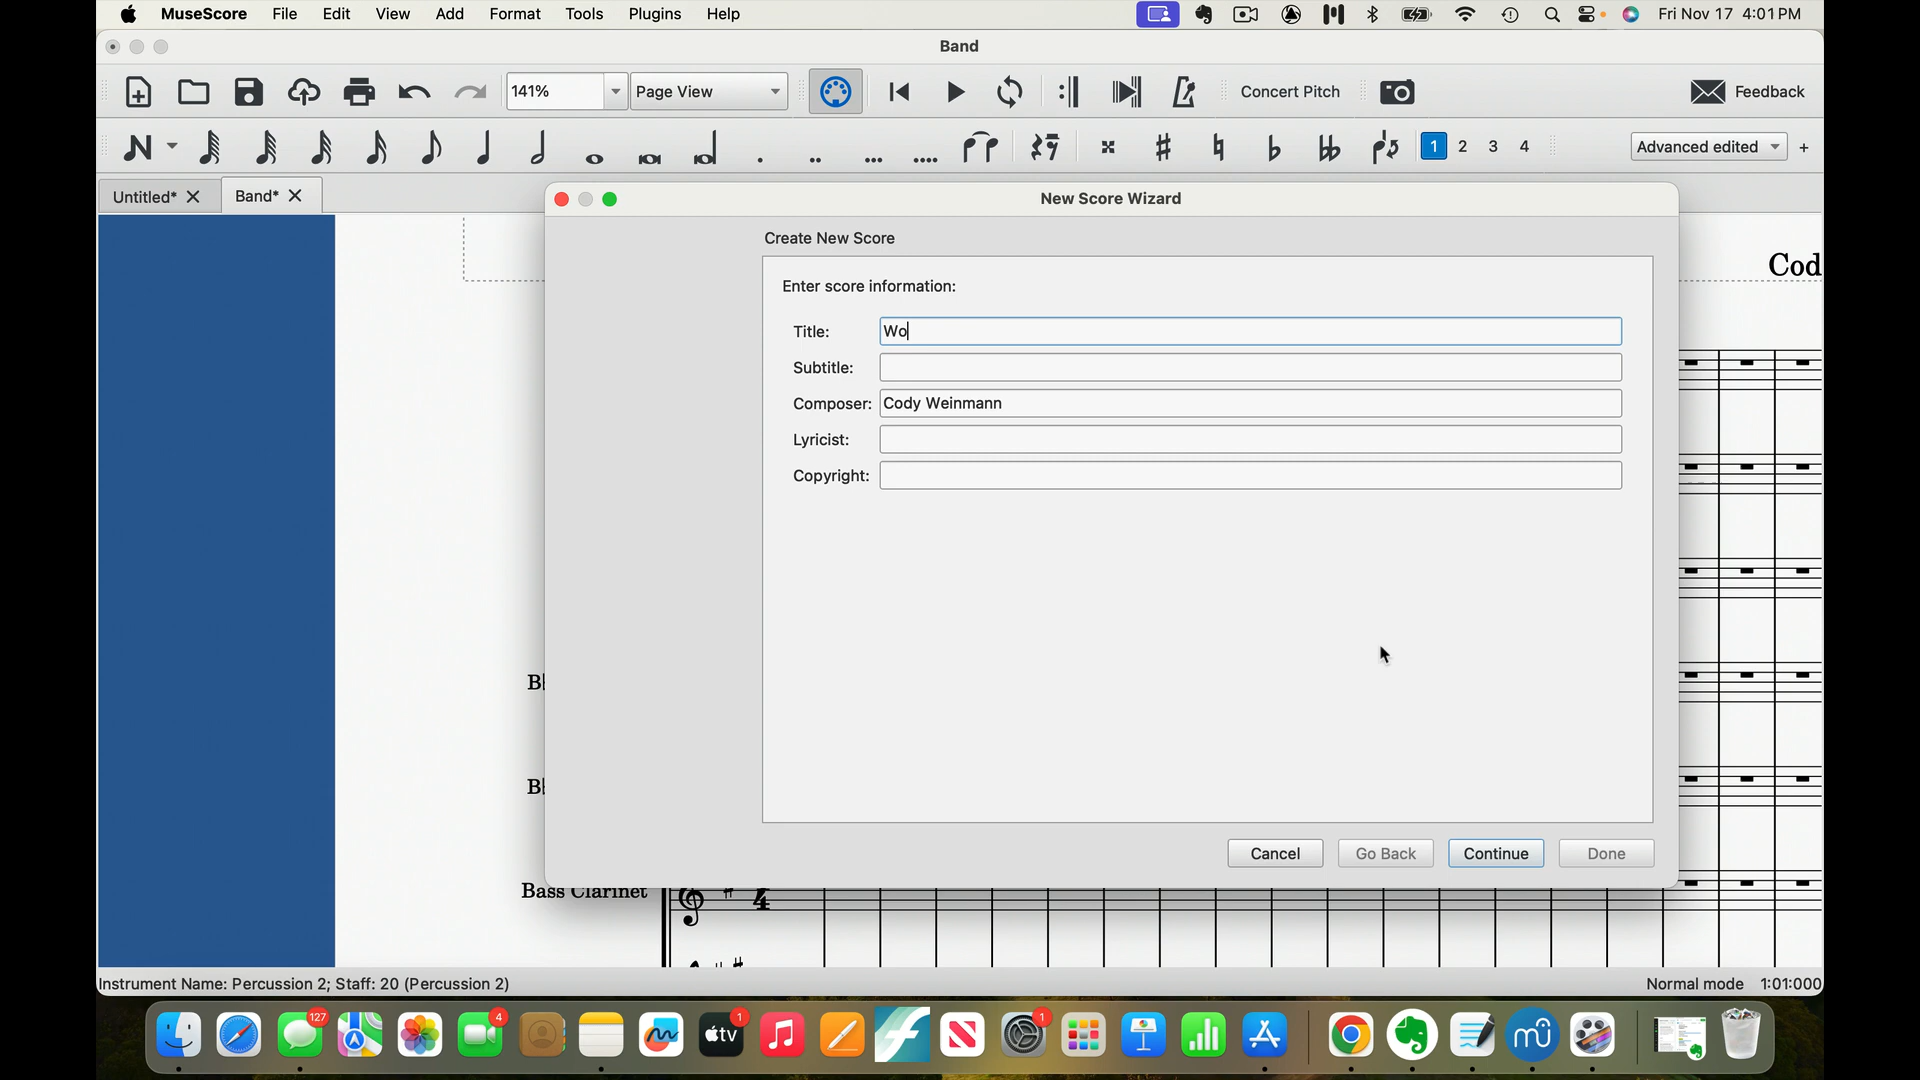 MuseScore File Edit View Add Format Tools Plugins Help Fri Nov 17 4:01 PM
Band
141% Page View Concert Pitch Feedback
1 2 3 4 Advanced edited +
Untitled* Band*
New Score Wizard
Create New Score
Cod
Enter score information:
Title: Wo
Subtitle:
Composer: Cody Weinmann
Lyricist:
Copyright:
B♭
B♭
Cancel Go Back Continue Done
Bass Clarinet
4
Instrument Name: Percussion 2; Staff: 20 (Percussion 2) Normal mode 1:01:000
127 4 tv 1 1 mû